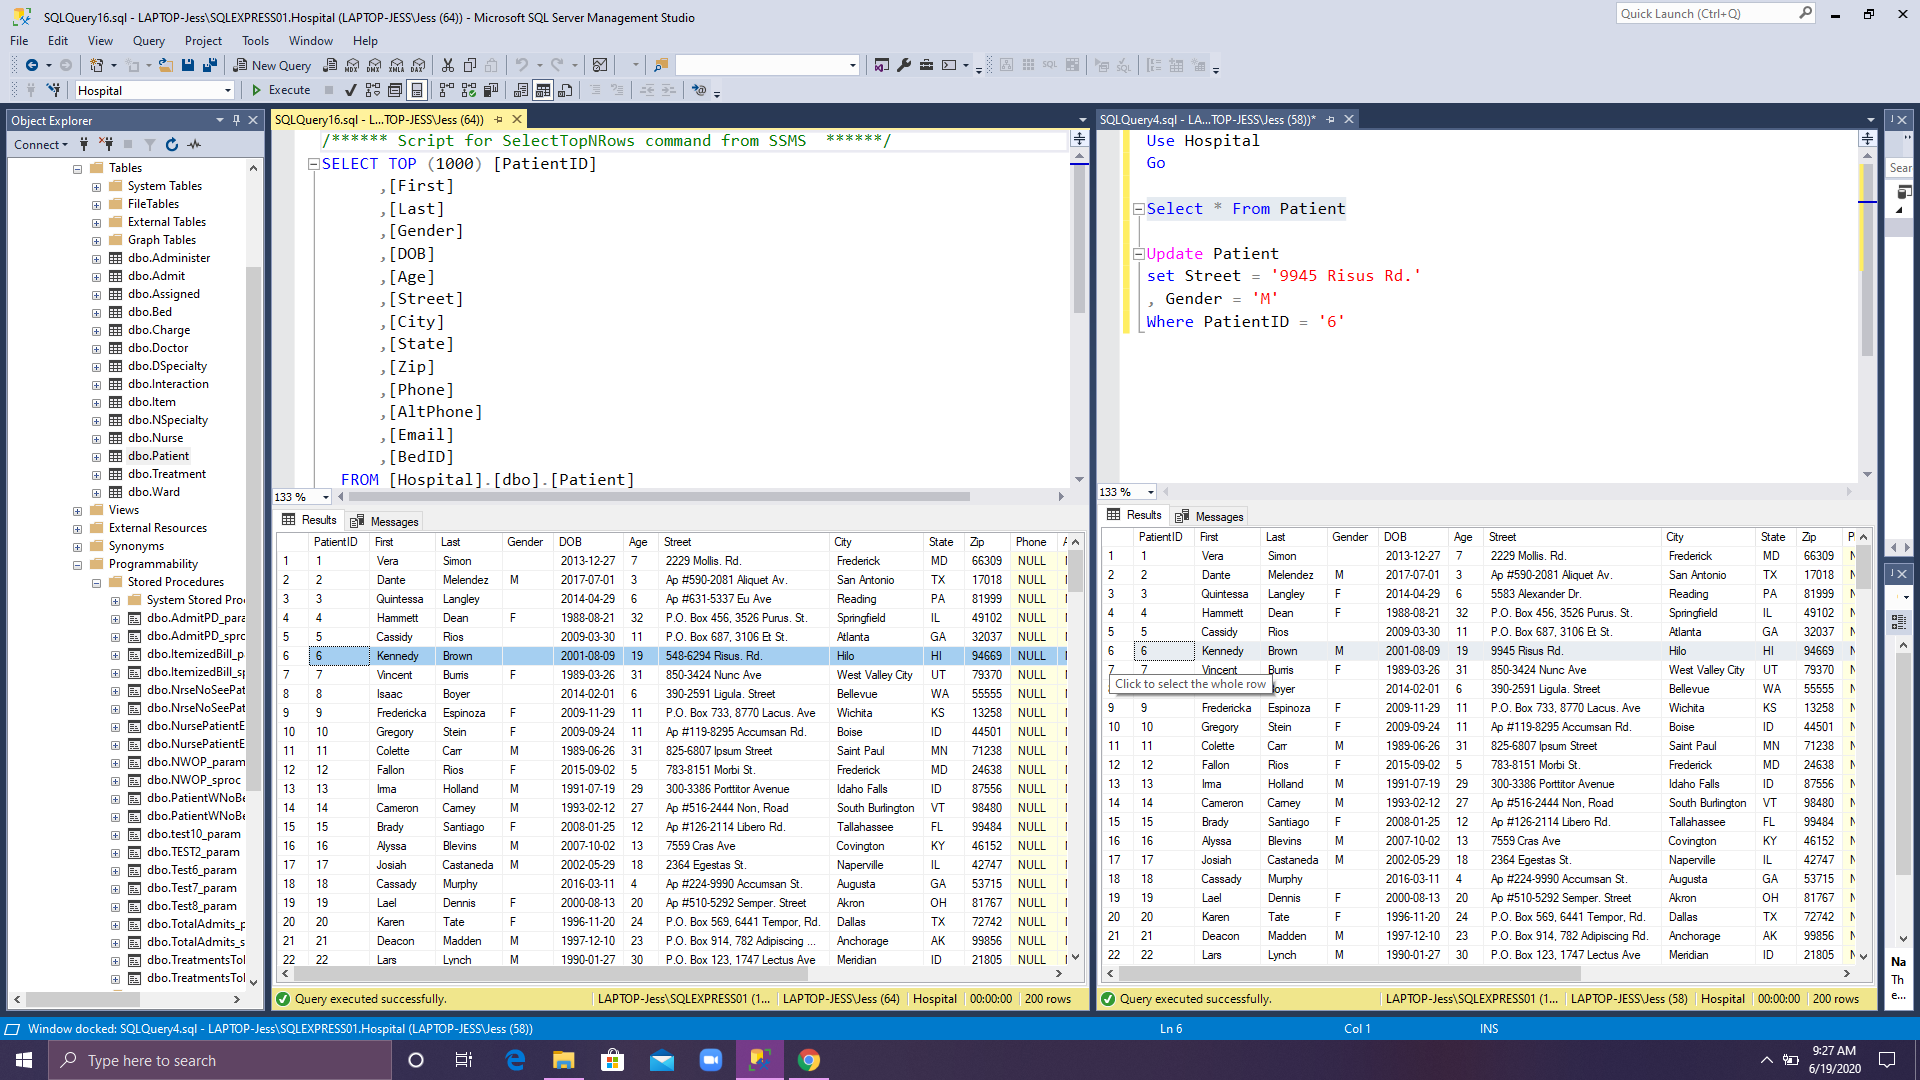 SQLQuery16.sql - LAPTOP-Jess\SQLEXPRESS01.Hospital (LAPTOP-JESS\Jess (64)) - Microsoft SQL Server Management Studio
Quick Launch (Ctrl+Q)
File Edit View Query Project Tools Window Help
New Query
MDX DMX XMLA DAX
Hospital
Execute
Object Explorer
Connect
Tables
System Tables
FileTables
External Tables
Graph Tables
dbo.Administer
dbo.Admit
dbo.Assigned
dbo.Bed
dbo.Charge
dbo.Doctor
dbo.DSpecialty
dbo.Interaction
dbo.Item
dbo.NSpecialty
dbo.Nurse
dbo.Patient
dbo.Treatment
dbo.Ward
Views
External Resources
Synonyms
Programmability
Stored Procedures
System Stored Pro
dbo.AdmitPD_para
dbo.AdmitPD_sproc
dbo.ItemizedBill_p
dbo.ItemizedBill_s
dbo.NrseNoSeePat
dbo.NrseNoSeePat
dbo.NursePatientE
dbo.NursePatientE
dbo.NWOP_param
dbo.NWOP_sproc
dbo.PatientWNoBe
dbo.PatientWNoBe
dbo.test10_param
dbo.TEST2_param
dbo.Test6_param
dbo.Test7_param
dbo.Test8_param
dbo.TotalAdmits_p
dbo.TotalAdmits_s
dbo.TreatmentsTol
dbo.TreatmentsTol
SQLQuery16.sql - L...TOP-JESS\Jess (64))
/****** Script for SelectTopNRows command from SSMS  ******/
SELECT TOP (1000) [PatientID]
,[First]
,[Last]
,[Gender]
,[DOB]
,[Age]
,[Street]
,[City]
,[State]
,[Zip]
,[Phone]
,[AltPhone]
,[Email]
,[BedID]
FROM [Hospital].[dbo].[Patient]
133 %
Results Messages
PatientID First Last Gender DOB Age Street City State Zip Phone
1 1 Vera Simon 2013-12-27 7 2229 Mollis. Rd. Frederick MD 66309 NULL
2 2 Dante Melendez M 2017-07-01 3 Ap #590-2081 Aliquet Av. San Antonio TX 17018 NULL
3 3 Quintessa Langley 2014-04-29 6 Ap #631-5337 Eu Ave Reading PA 81999 NULL
4 4 Hammett Dean F 1988-08-21 32 P.O. Box 456, 3526 Purus. St. Springfield IL 49102 NULL
5 5 Cassidy Rios 2009-03-30 11 P.O. Box 687, 3106 Et St. Atlanta GA 32037 NULL
6 6 Kennedy Brown 2001-08-09 19 548-6294 Risus. Rd. Hilo HI 94669 NULL
7 7 Vincent Burris F 1989-03-26 31 850-3424 Nunc Ave West Valley City UT 79370 NULL
8 8 Isaac Boyer 2014-02-01 6 390-2591 Ligula. Street Bellevue WA 55555 NULL
9 9 Fredericka Espinoza F 2009-11-29 11 P.O. Box 733, 8770 Lacus. Ave Wichita KS 13258 NULL
10 10 Gregory Stein F 2009-09-24 11 Ap #119-8295 Accumsan Rd. Boise ID 44501 NULL
11 11 Colette Carr M 1989-06-26 31 825-6807 Ipsum Street Saint Paul MN 71238 NULL
12 12 Fallon Rios F 2015-09-02 5 783-8151 Morbi St. Frederick MD 24638 NULL
13 13 Irma Holland M 1991-07-19 29 300-3386 Porttitor Avenue Idaho Falls ID 87556 NULL
14 14 Cameron Carney M 1993-02-12 27 Ap #516-2444 Non, Road South Burlington VT 98480 NULL
15 15 Brady Santiago F 2008-01-25 12 Ap #126-2114 Libero Rd. Tallahassee FL 99484 NULL
16 16 Alyssa Blevins M 2007-10-02 13 7559 Cras Ave Covington KY 46152 NULL
17 17 Josiah Castaneda M 2002-05-29 18 2364 Egestas St. Naperville IL 42747 NULL
18 18 Cassady Murphy 2016-03-11 4 Ap #224-9990 Accumsan St. Augusta GA 53715 NULL
19 19 Lael Dennis F 2000-08-13 20 Ap #510-5292 Semper. Street Akron OH 81767 NULL
20 20 Karen Tate F 1996-11-20 24 P.O. Box 569, 6441 Tempor, Rd. Dallas TX 72742 NULL
21 21 Deacon Madden M 1997-12-10 23 P.O. Box 914, 782 Adipiscing ... Anchorage AK 99856 NULL
22 22 Lars Lynch M 1990-01-27 30 P.O. Box 123, 1747 Lectus Ave Meridian ID 21805 NULL
Query executed successfully. LAPTOP-Jess\SQLEXPRESS01 (1... LAPTOP-JESS\Jess (64) Hospital 00:00:00 200 rows
SQLQuery4.sql - LA...TOP-JESS\Jess (58))*
Use Hospital
Go
Select * From Patient
Update Patient
set Street = '9945 Risus Rd.'
, Gender = 'M'
Where PatientID = '6'
133 %
Results Messages
PatientID First Last Gender DOB Age Street City State Zip P
1 1 Vera Simon 2013-12-27 7 2229 Mollis. Rd. Frederick MD 66309 N
2 2 Dante Melendez M 2017-07-01 3 Ap #590-2081 Aliquet Av. San Antonio TX 17018 N
3 3 Quintessa Langley F 2014-04-29 6 5583 Alexander Dr. Reading PA 81999 N
4 4 Hammett Dean F 1988-08-21 32 P.O. Box 456, 3526 Purus. St. Springfield IL 49102 N
5 5 Cassidy Rios 2009-03-30 11 P.O. Box 687, 3106 Et St. Atlanta GA 32037 N
6 6 Kennedy Brown M 2001-08-09 19 9945 Risus Rd. Hilo HI 94669 N
7 7 Vincent Burris F 1989-03-26 31 850-3424 Nunc Ave West Valley City UT 79370 N
Click to select the whole row
oyer 2014-02-01 6 390-2591 Ligula. Street Bellevue WA 55555 N
9 9 Fredericka Espinoza F 2009-11-29 11 P.O. Box 733, 8770 Lacus. Ave Wichita KS 13258 N
10 10 Gregory Stein F 2009-09-24 11 Ap #119-8295 Accumsan Rd. Boise ID 44501 N
11 11 Colette Carr M 1989-06-26 31 825-6807 Ipsum Street Saint Paul MN 71238 N
12 12 Fallon Rios F 2015-09-02 5 783-8151 Morbi St. Frederick MD 24638 N
13 13 Irma Holland M 1991-07-19 29 300-3386 Porttitor Avenue Idaho Falls ID 87556 N
14 14 Cameron Carney M 1993-02-12 27 Ap #516-2444 Non, Road South Burlington VT 98480 N
15 15 Brady Santiago F 2008-01-25 12 Ap #126-2114 Libero Rd. Tallahassee FL 99484 N
16 16 Alyssa Blevins M 2007-10-02 13 7559 Cras Ave Covington KY 46152 N
17 17 Josiah Castaneda M 2002-05-29 18 2364 Egestas St. Naperville IL 42747 N
18 18 Cassady Murphy 2016-03-11 4 Ap #224-9990 Accumsan St. Augusta GA 53715 N
19 19 Lael Dennis F 2000-08-13 20 Ap #510-5292 Semper. Street Akron OH 81767 N
20 20 Karen Tate F 1996-11-20 24 P.O. Box 569, 6441 Tempor, Rd. Dallas TX 72742 N
21 21 Deacon Madden M 1997-12-10 23 P.O. Box 914, 782 Adipiscing Rd. Anchorage AK 99856 N
22 22 Lars Lynch M 1990-01-27 30 P.O. Box 123, 1747 Lectus Ave Meridian ID 21805 N
Query executed successfully. LAPTOP-Jess\SQLEXPRESS01 (1... LAPTOP-JESS\Jess (58) Hospital 00:00:00 200 rows
Sear
Na
Th
e...
Window docked: SQLQuery4.sql - LAPTOP-Jess\SQLEXPRESS01.Hospital (LAPTOP-JESS\Jess (58)) Ln 6 Col 1 INS
Type here to search
9:27 AM
6/19/2020